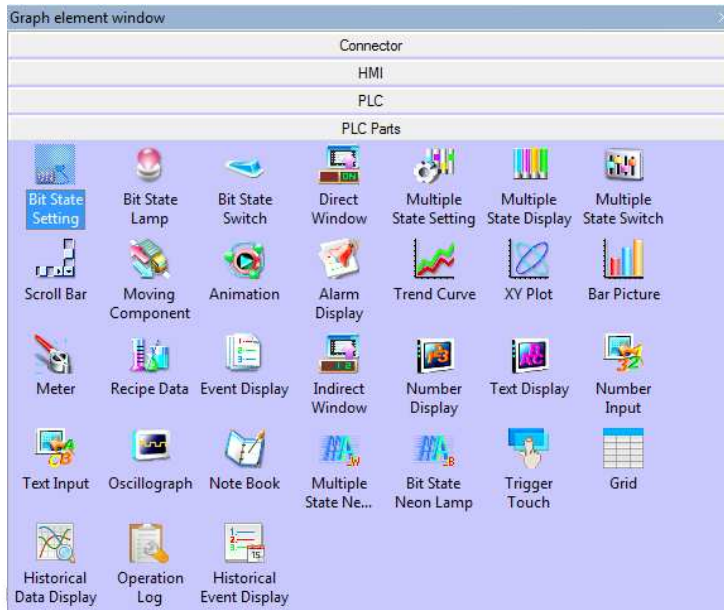 Graph element window
Connector
HMI
PLC
PLC Parts
Bit State Setting
Bit State Lamp
Bit State Switch
Direct Window
Multiple State Setting
Multiple State Display
Multiple State Switch
Scroll Bar
Moving Component
Animation
Alarm Display
Trend Curve
XY Plot
Bar Picture
Meter
Recipe Data
Event Display
Indirect Window
Number Display
Text Display
Number Input
Text Input
Oscillograph
Note Book
Multiple State Ne...
Bit State Neon Lamp
Trigger Touch
Grid
Historical Data Display
Operation Log
Historical Event Display